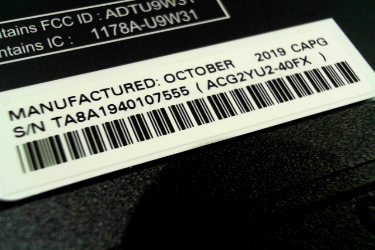 ntains FCC ID : ADTU9W31
ntains IC : 1178A-U9W31
MANUFACTURED: OCTOBER 2019 CAPG
S/N TA8A1940107555 ( ACG2YU2-40FX )